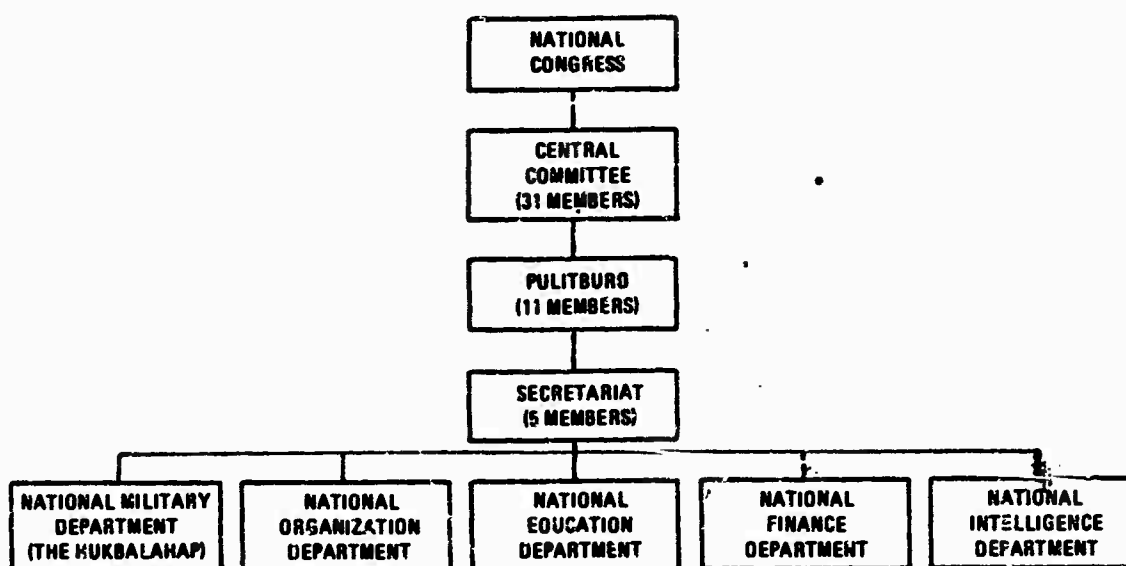 NATIONAL
CONGRESS
CENTRAL
COMMITTEE
(31 MEMBERS)
PULITBURO
(11 MEMBERS)
SECRETARIAT
(5 MEMBERS)
NATIONAL MILITARY
DEPARTMENT
(THE HUKBALAHAP)
NATIONAL
ORGANIZATION
DEPARTMENT
NATIONAL
EDUCATION
DEPARTMENT
NATIONAL
FINANCE
DEPARTMENT
NATIONAL
INTELLIGENCE
DEPARTMENT